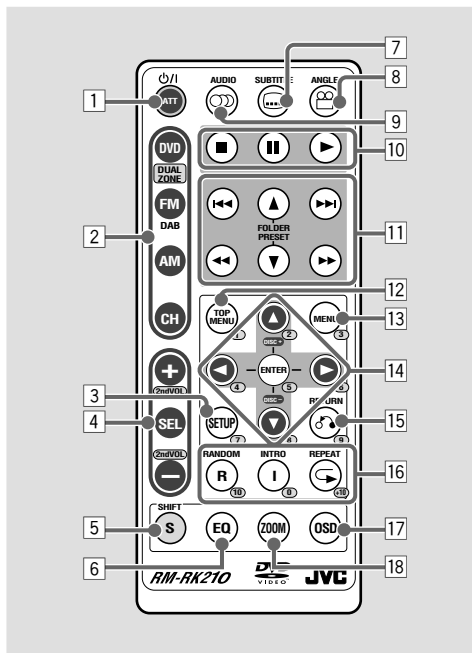 7
⏻/I AUDIO SUBTITLE ANGLE
8
1
ATT
9
DVD
10
DUAL ZONE
2
FM
DAB
FOLDER
PRESET
11
AM
12
CH
TOP MENU
1
2
MENU
3
13
DISC +
14
4
ENTER
5
6
2ndVOL
3
DISC –
RETURN
4
SEL
SETUP
7
8
9
15
2ndVOL
RANDOM INTRO REPEAT
16
R
10
I
0
+10
SHIFT
5
S
EQ
ZOOM
OSD
17
6
RM-RK210
DVD
VIDEO
JVC
18